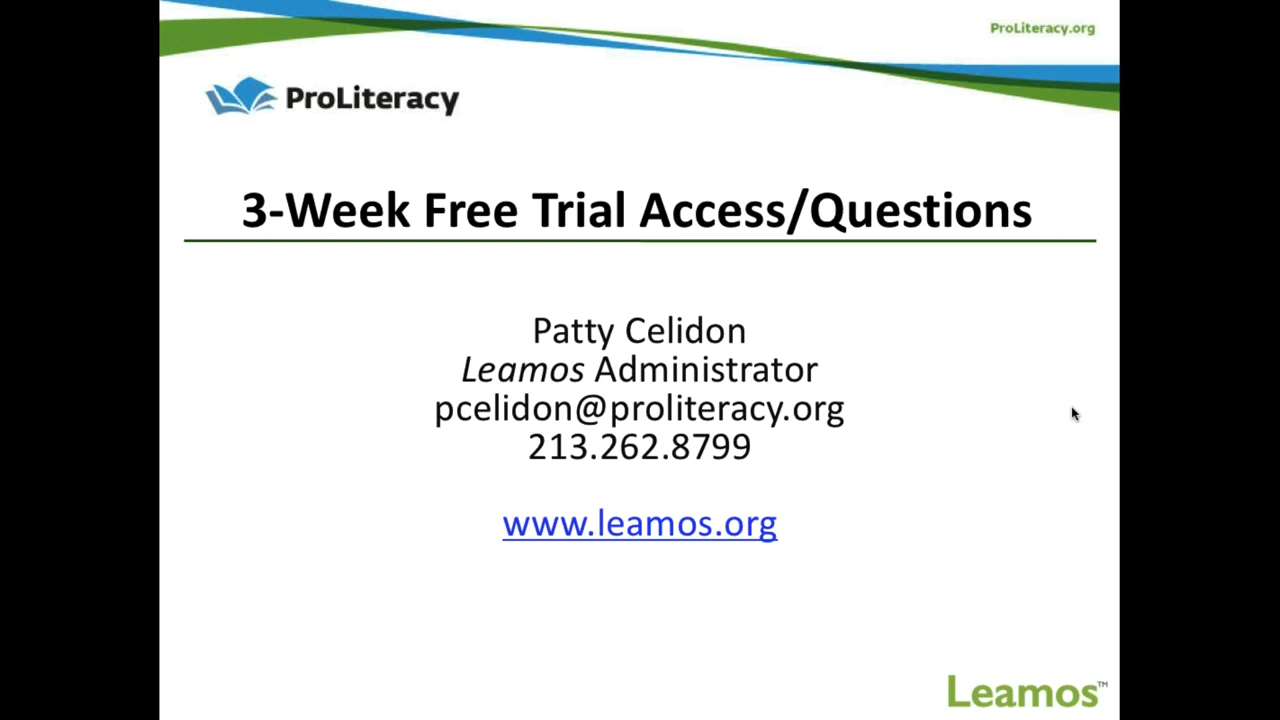 ProLiteracy.org
ProLiteracy
3-Week Free Trial Access/Questions
Patty Celidon
Leamos Administrator
pcelidon@proliteracy.org
213.262.8799
www.leamos.org
Leamos™